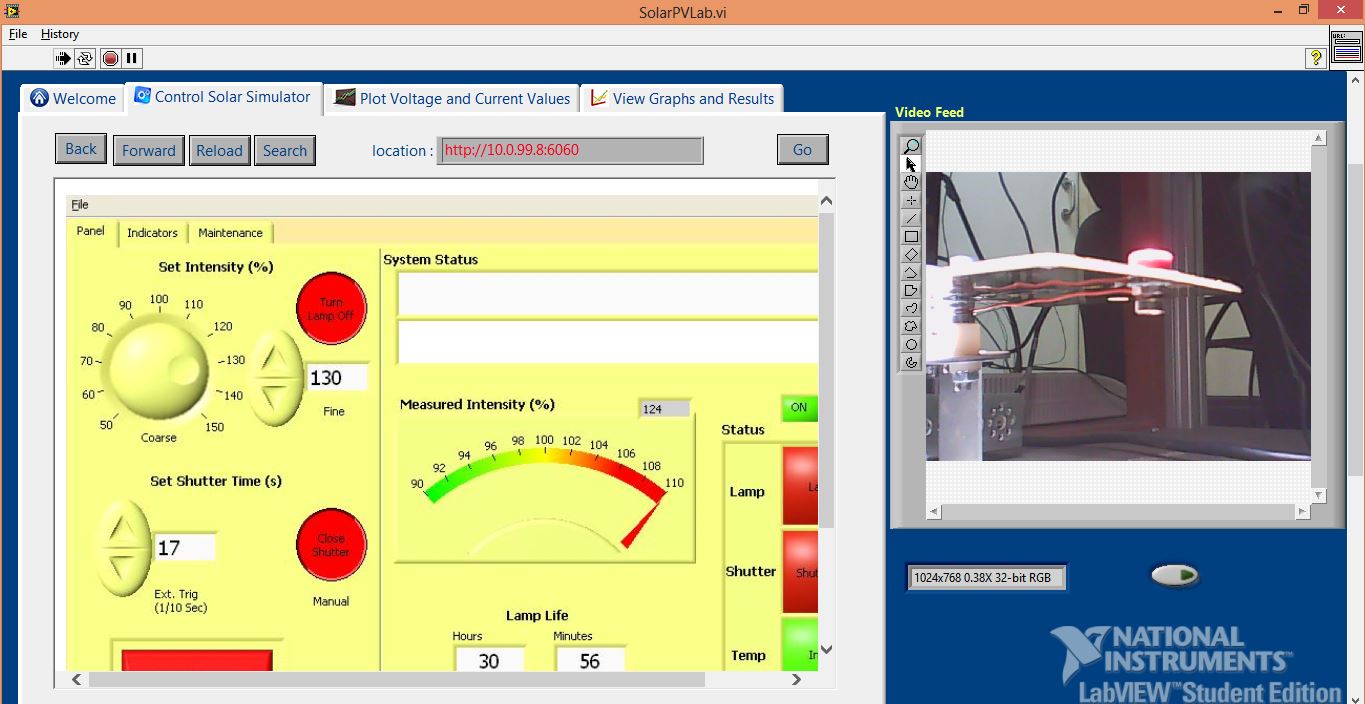 SolarPVLab.vi
File History
URL:
Welcome
Control Solar Simulator
Plot Voltage and Current Values
View Graphs and Results
Back
Forward
Reload
Search
location :
http://10.0.99.8:6060
Go
File
Panel
Indicators
Maintenance
Set Intensity (%)
50
60
70
80
90
100
110
120
130
140
150
Coarse
Turn
Lamp Off
130
Fine
Set Shutter Time (s)
17
Ext. Trig
(1/10 Sec)
Close
Shutter
Manual
System Status
Measured Intensity (%)
124
90
92
94
96
98
100
102
104
106
108
110
Lamp Life
Hours
Minutes
30
56
ON
Status
Lamp
La
Shutter
Shut
Temp
In
Video Feed
1024x768 0.38X 32-bit RGB
NATIONAL
INSTRUMENTS™
LabVIEW™ Student Edition